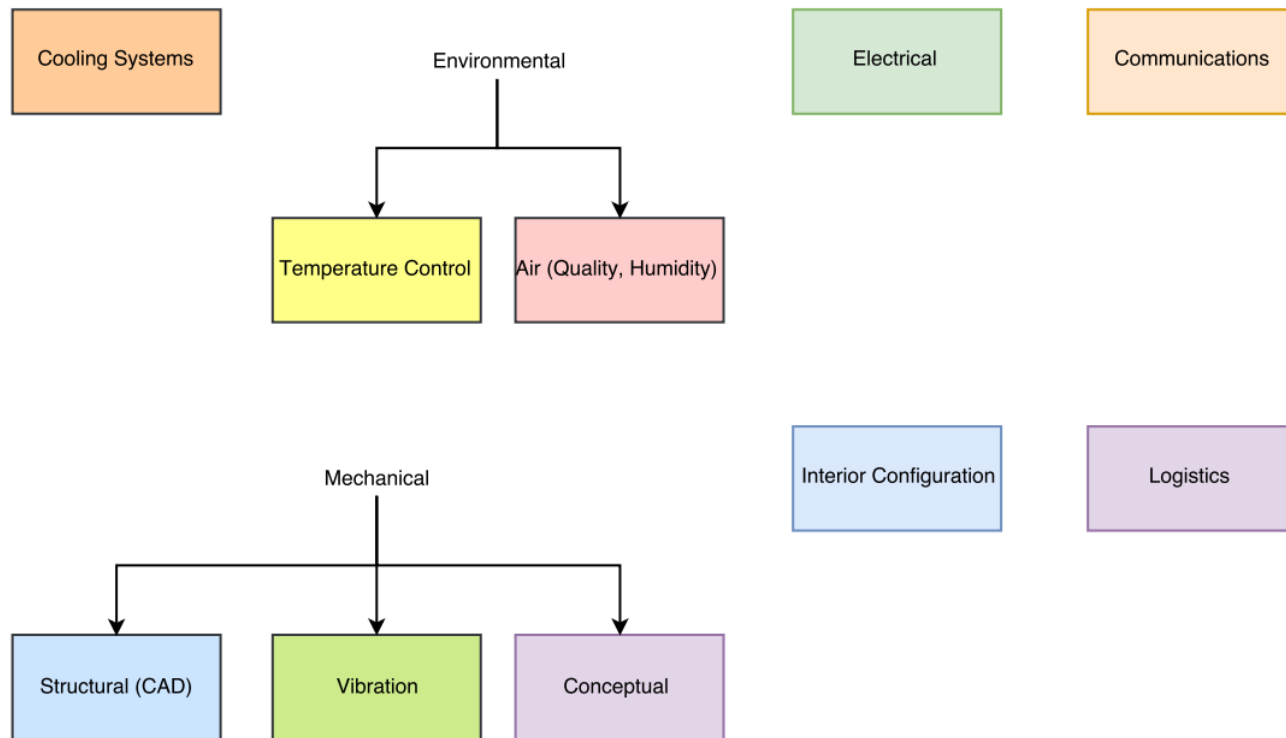 Cooling Systems
Environmental
Electrical
Communications
Temperature Control
Air (Quality, Humidity)
Mechanical
Interior Configuration
Logistics
Structural (CAD)
Vibration
Conceptual